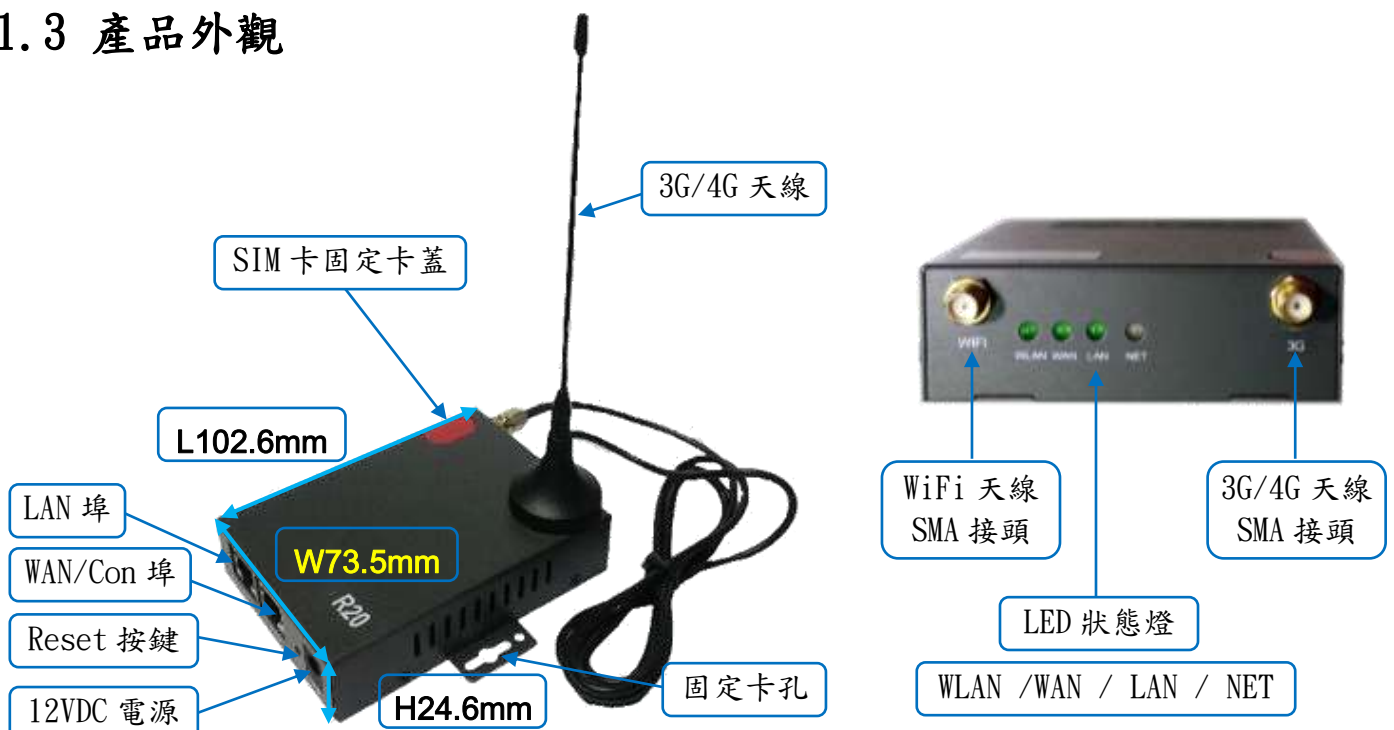 1.3 產品外觀
3G/4G 天線
SIM 卡固定卡蓋
L102.6mm
LAN 埠
W73.5mm
WAN/Con 埠
R20
Reset 按鍵
固定卡孔
12VDC 電源
H24.6mm
WIFI
WLAN WAN LAN NET
3G
WiFi 天線
SMA 接頭
3G/4G 天線
SMA 接頭
LED 狀態燈
WLAN /WAN / LAN / NET